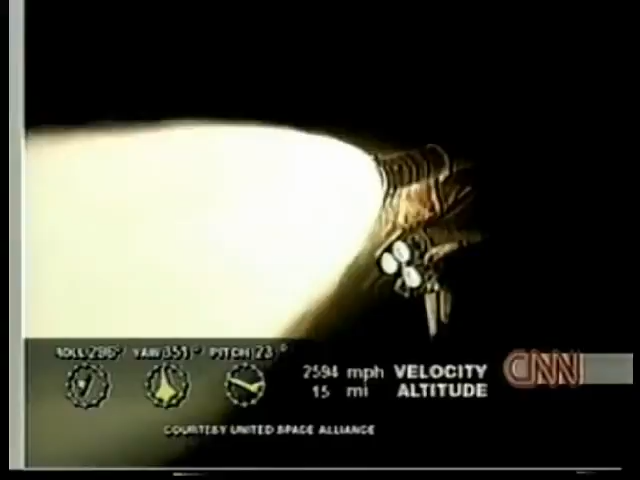 ROLL 286° YAW 351° PITCH 23°
2594 mph VELOCITY
15 mi ALTITUDE
CNN
COURTESY UNITED SPACE ALLIANCE